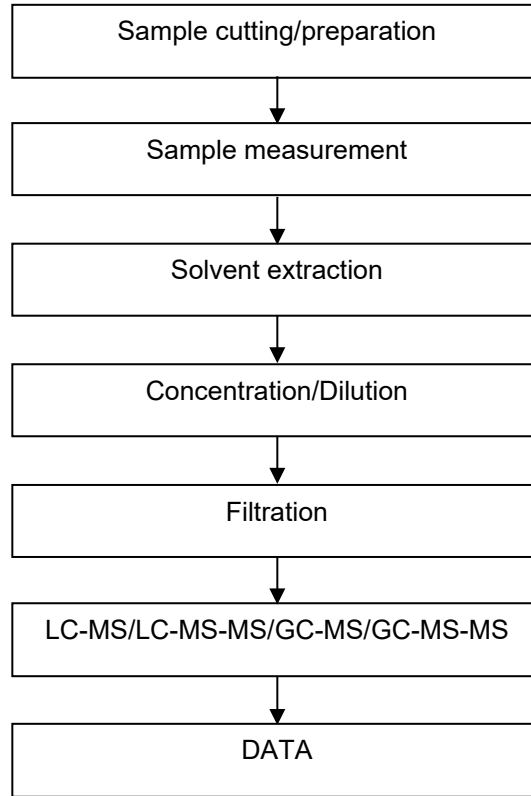 Sample cutting/preparation
Sample measurement
Solvent extraction
Concentration/Dilution
Filtration
LC-MS/LC-MS-MS/GC-MS/GC-MS-MS
DATA